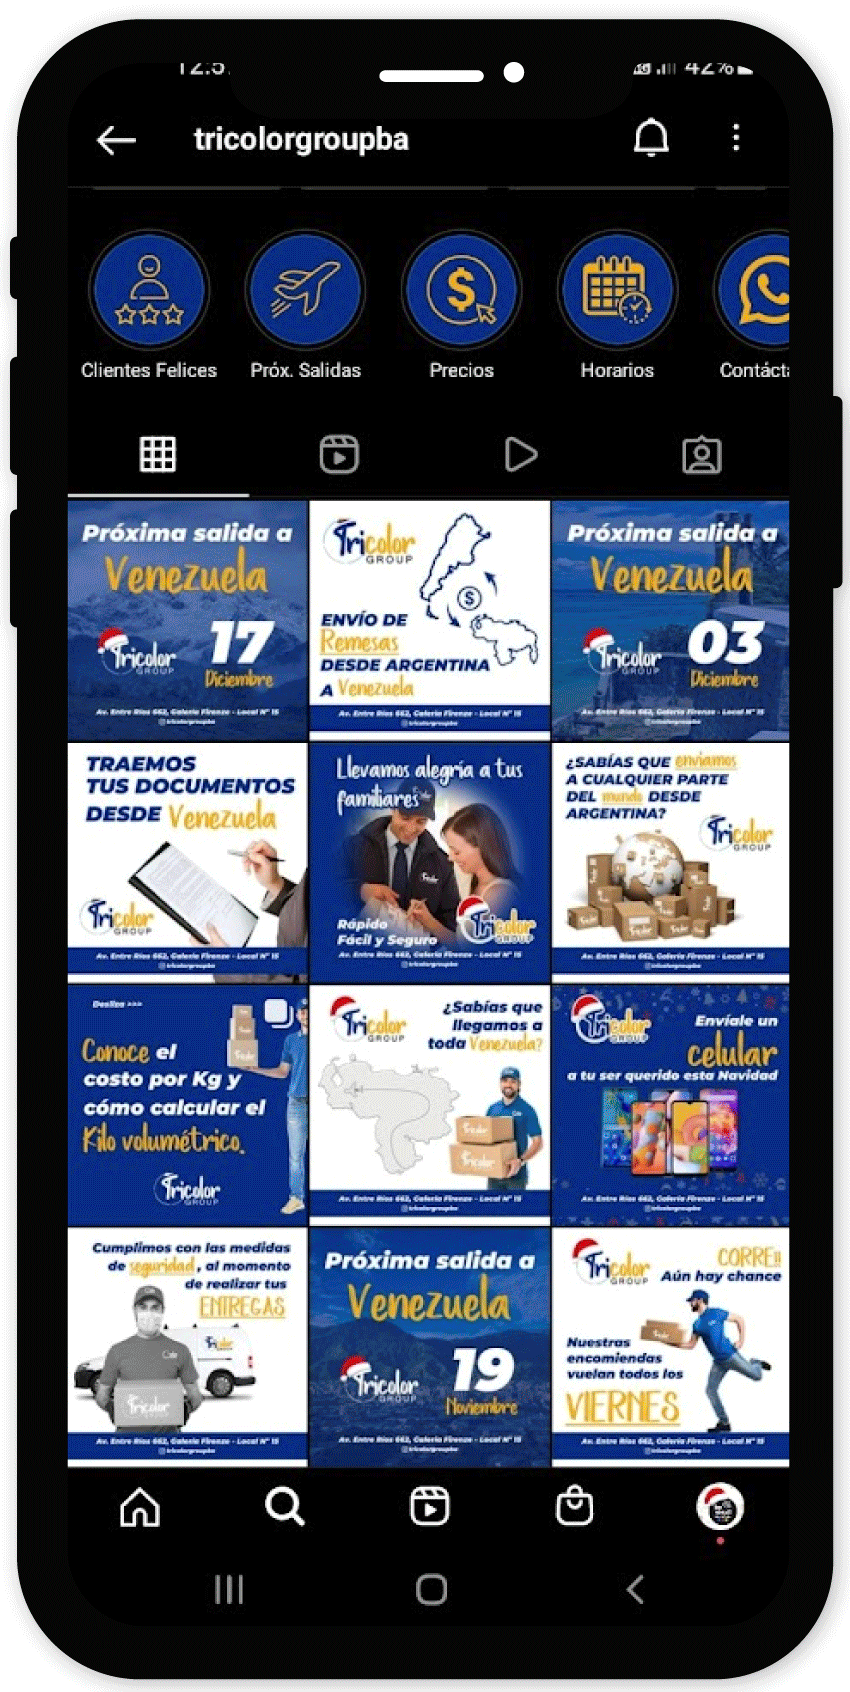 12:5
42%
tricolorgroupba
Clientes Felices
Próx. Salidas
Precios
Horarios
Contácta
Próxima salida a
Venezuela
Tricolor
GROUP
17
Diciembre
Av. Entre Ríos 662, Galería Firenze - Local N° 15
@tricolorgroupba
Tricolor
GROUP
$
ENVÍO DE
Remesas
DESDE ARGENTINA
A Venezuela
Av. Entre Ríos 662, Galería Firenze - Local N° 15
@tricolorgroupba
Próxima salida a
Venezuela
Tricolor
GROUP
03
Diciembre
Av. Entre Ríos 662, Galería Firenze - Local N° 15
@tricolorgroupba
TRAEMOS
TUS DOCUMENTOS
DESDE Venezuela
Tricolor
GROUP
Av. Entre Ríos 662, Galería Firenze - Local N° 15
@tricolorgroupba
Llevamos alegría a tus
familiares
Rápido
Fácil y Seguro
Tricolor
GROUP
Av. Entre Ríos 662, Galería Firenze - Local N° 15
@tricolorgroupba
¿SABÍAS QUE enviamos
A CUALQUIER PARTE
DEL mundo DESDE
ARGENTINA?
Tricolor
GROUP
Av. Entre Ríos 662, Galería Firenze - Local N° 15
@tricolorgroupba
Desliza >>>
Conoce el
costo por Kg y
cómo calcular el
Kilo volumétrico.
Tricolor
GROUP
Tricolor
GROUP
¿Sabías que
llegamos a
toda Venezuela?
Av. Entre Ríos 662, Galería Firenze - Local N° 15
@tricolorgroupba
Tricolor
GROUP
Envíale un
celular
a tu ser querido esta Navidad
Av. Entre Ríos 662, Galería Firenze - Local N° 15
@tricolorgroupba
Cumplimos con las medidas
de seguridad, al momento
de realizar tus
ENTREGAS
Tricolor
GROUP
Tricolor
Av. Entre Ríos 662, Galería Firenze - Local N° 15
@tricolorgroupba
Próxima salida a
Venezuela
Tricolor
GROUP
19
Noviembre
Av. Entre Ríos 662, Galería Firenze - Local N° 15
@tricolorgroupba
Tricolor
GROUP
CORRE!!
Aún hay chance
Nuestras
encomiendas
vuelan todos los
VIERNES
Av. Entre Ríos 662, Galería Firenze - Local N° 15
@tricolorgroupba